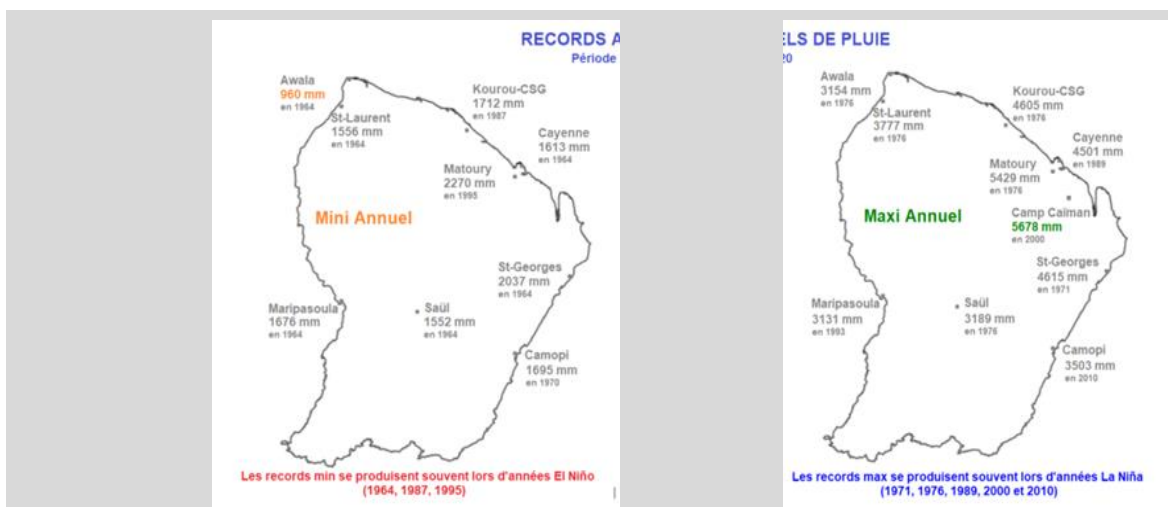 RECORDS A
Période
Awala
960 mm
en 1964
Kourou-CSG
1712 mm
en 1987
St-Laurent
1556 mm
en 1964
Cayenne
1613 mm
en 1964
Matoury
2270 mm
en 1995
Mini Annuel
St-Georges
2037 mm
en 1964
Maripasoula
1676 mm
en 1964
Saül
1552 mm
en 1964
Camopi
1695 mm
en 1970
Les records min se produisent souvent lors d'années El Niño
(1964, 1987, 1995)
ELS DE PLUIE
20
Awala
3154 mm
en 1976
Kourou-CSG
4605 mm
en 1976
St-Laurent
3777 mm
en 1976
Cayenne
4501 mm
en 1989
Matoury
5429 mm
en 1976
Maxi Annuel
Camp Caïman
5678 mm
en 2000
St-Georges
4615 mm
en 1971
Maripasoula
3131 mm
en 1993
Saül
3189 mm
en 1976
Camopi
3503 mm
en 2010
Les records max se produisent souvent lors d'années La Niña
(1971, 1976, 1989, 2000 et 2010)